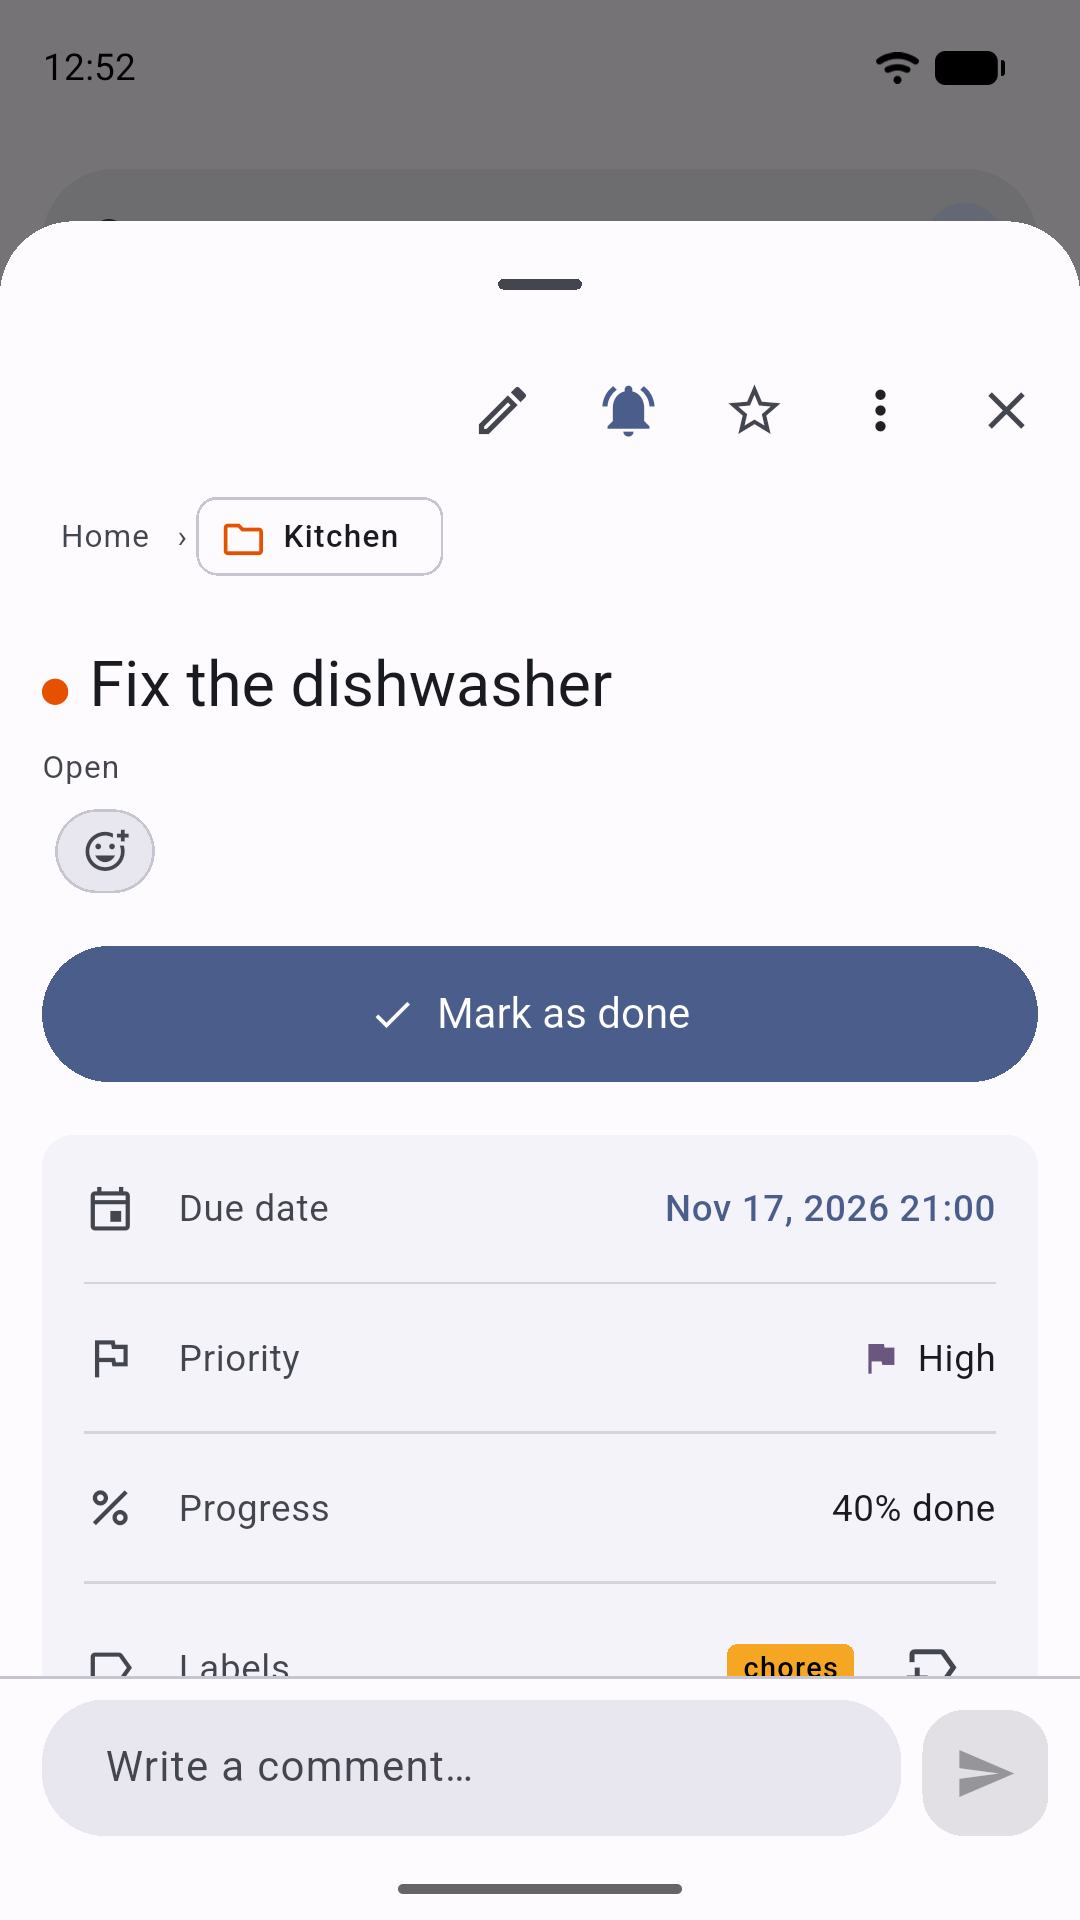 12:52
Home › Kitchen
Fix the dishwasher
Open
Mark as done
Due date Nov 17, 2026 21:00
Priority High
Progress 40% done
Labels chores
Write a comment…